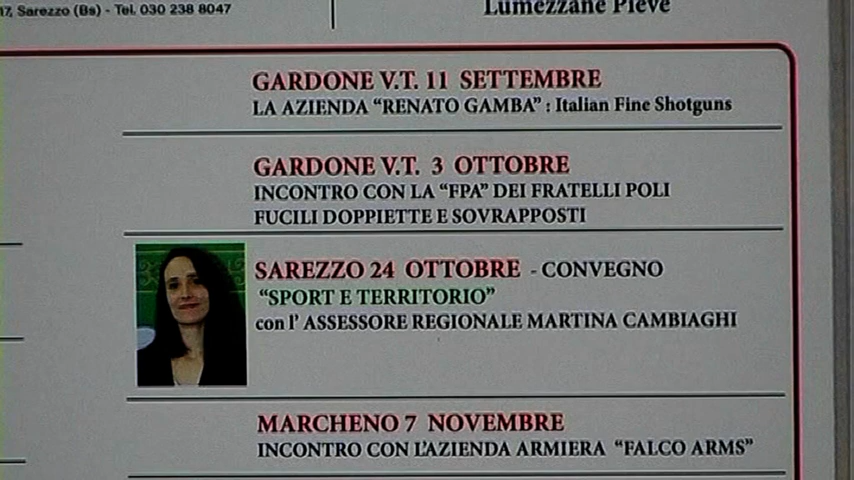 17, Sarezzo (Bs) - Tel. 030 238 8047
Lumezzane Pieve
GARDONE V.T. 11 SETTEMBRE
LA AZIENDA “RENATO GAMBA” : Italian Fine Shotguns
GARDONE V.T. 3 OTTOBRE
INCONTRO CON LA “FPA” DEI FRATELLI POLI
FUCILI DOPPIETTE E SOVRAPPOSTI
SAREZZO 24 OTTOBRE - CONVEGNO
“SPORT E TERRITORIO”
con l’ ASSESSORE REGIONALE MARTINA CAMBIAGHI
MARCHENO 7 NOVEMBRE
INCONTRO CON L’AZIENDA ARMIERA “FALCO ARMS”